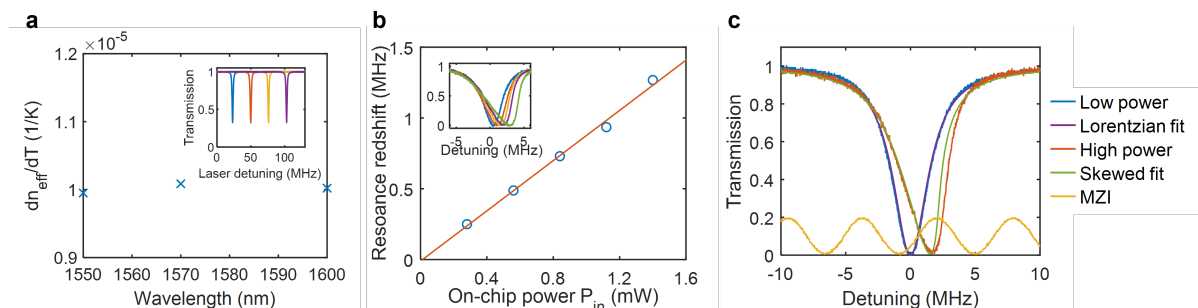 a
×10⁻⁵
1.2
1.1
1
0.9
dn_eff/dT (1/K)
1550 1560 1570 1580 1590 1600
Wavelength (nm)
1
0.5
0
Transmission
0 50 100
Laser detuning (MHz)
b
1.5
1
0.5
0
Resoance redshift (MHz)
0 0.4 0.8 1.2 1.6
On-chip power P_in (mW)
1
0.5
0
-5 0 5
Detuning (MHz)
c
1
0.8
0.6
0.4
0.2
0
Transmission
-10 -5 0 5 10
Detuning (MHz)
Low power
Lorentzian fit
High power
Skewed fit
MZI